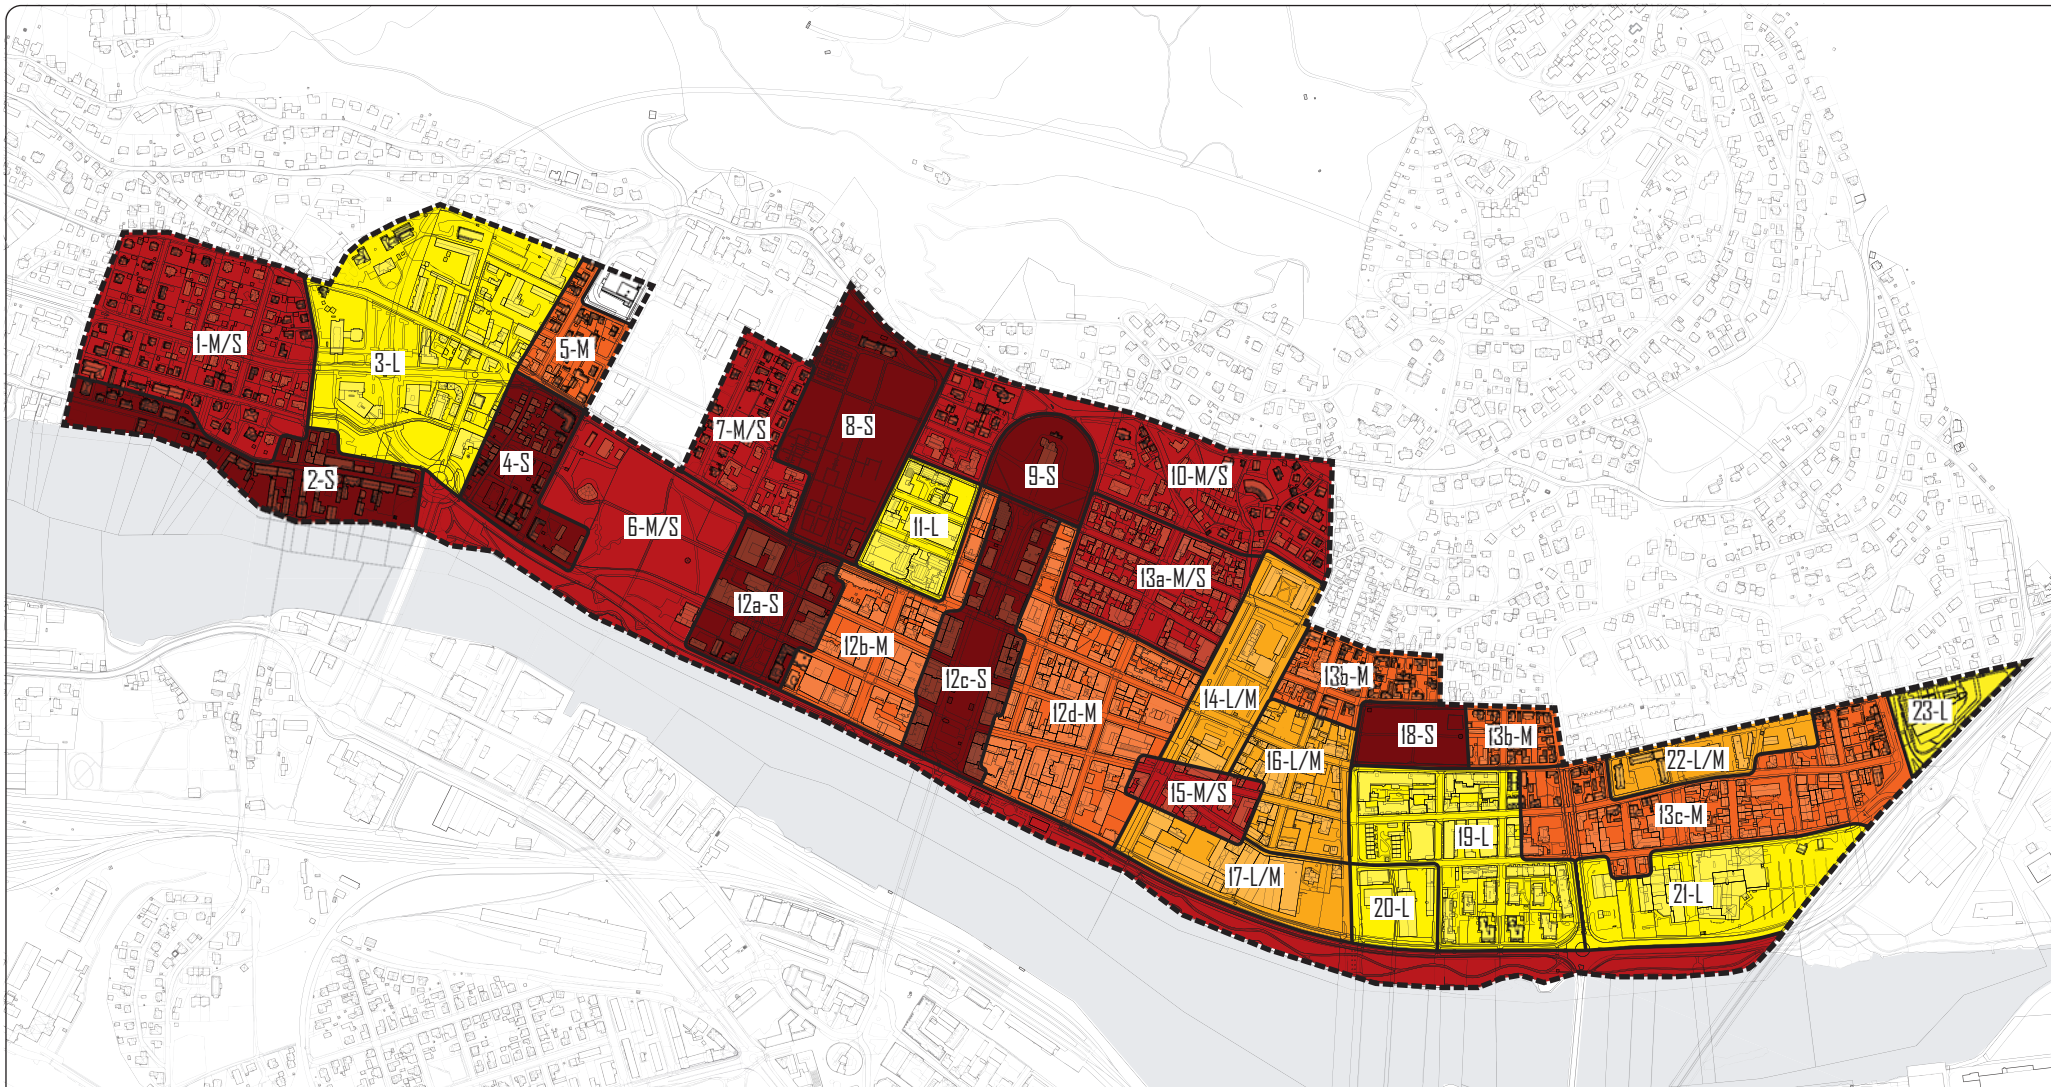 1-M/S
3-L
5-M
7-M/S
8-S
2-S
4-S
9-S
10-M/S
6-M/S
11-L
13a-M/S
12a-S
12b-M
12c-S
13b-M
14-L/M
12d-M
23-L
18-S
13b-M
16-L/M
22-L/M
15-M/S
13c-M
19-L
17-L/M
20-L
21-L